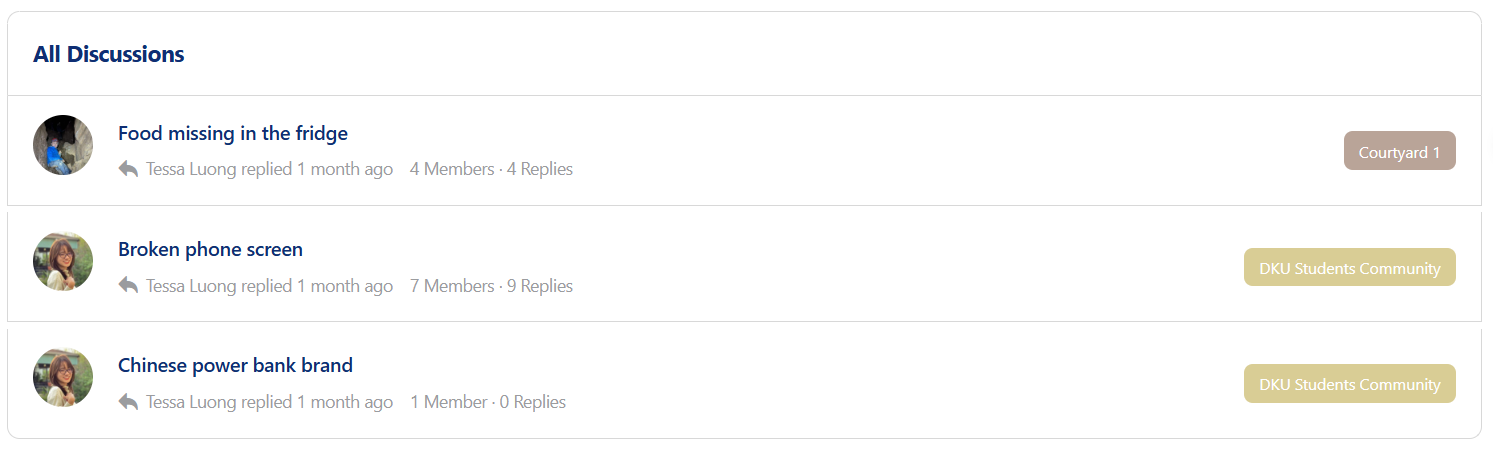 All Discussions
Food missing in the fridge
Courtyard 1
Tessa Luong replied 1 month ago 4 Members · 4 Replies
Broken phone screen
DKU Students Community
Tessa Luong replied 1 month ago 7 Members · 9 Replies
Chinese power bank brand
DKU Students Community
Tessa Luong replied 1 month ago 1 Member · 0 Replies